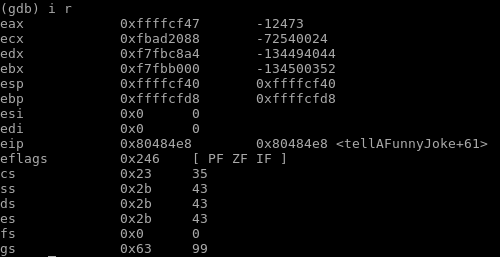 (gdb) i r
eax 0xffffcf47 -12473
ecx 0xfbad2088 -72540024
edx 0xf7fbc8a4 -134494044
ebx 0xf7fbb000 -134500352
esp 0xffffcf40 0xffffcf40
ebp 0xffffcfd8 0xffffcfd8
esi 0x0 0
edi 0x0 0
eip 0x80484e8 0x80484e8 <tellAFunnyJoke+61>
eflags 0x246 [ PF ZF IF ]
cs 0x23 35
ss 0x2b 43
ds 0x2b 43
es 0x2b 43
fs 0x0 0
gs 0x63 99